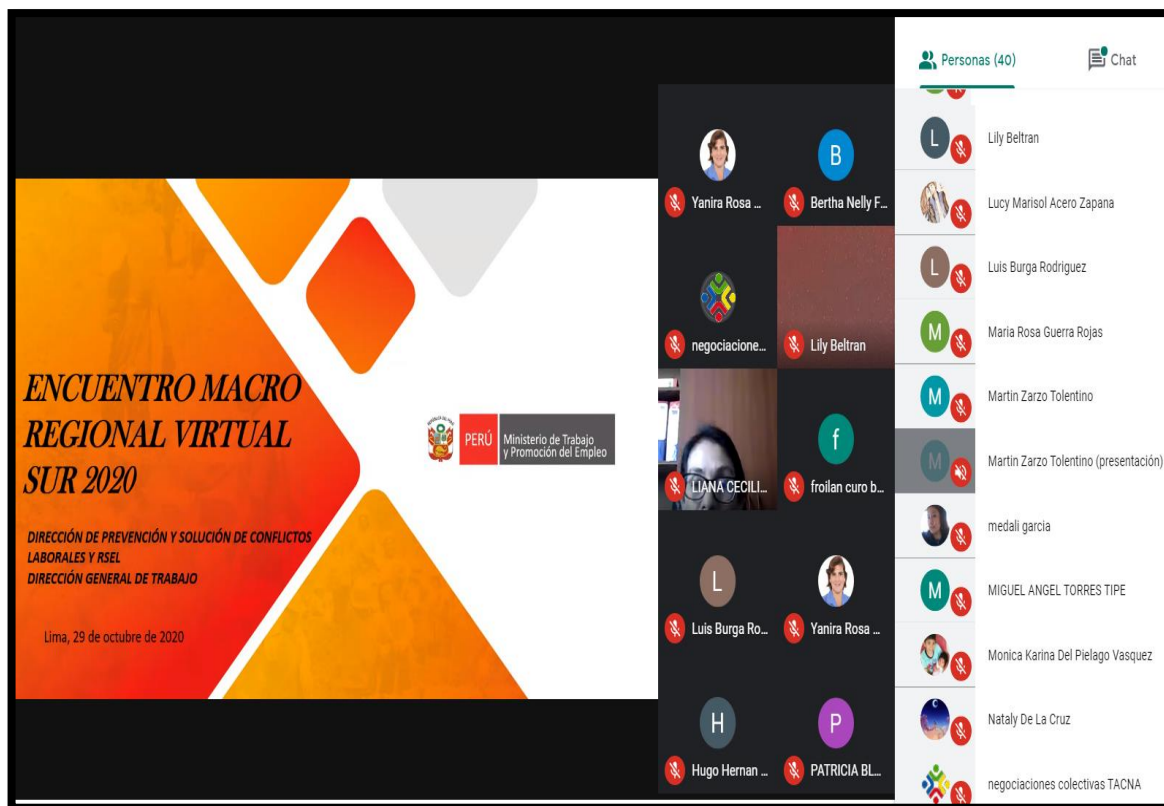 ENCUENTRO MACRO
REGIONAL VIRTUAL
SUR 2020
DIRECCIÓN DE PREVENCIÓN Y SOLUCIÓN DE CONFLICTOS
LABORALES Y RSEL
DIRECCIÓN GENERAL DE TRABAJO
Lima, 29 de octubre de 2020
PERÚ
Ministerio de Trabajo
y Promoción del Empleo
Yanira Rosa ...
B
Bertha Nelly F...
negociacione...
Lily Beltran
LIANA CECILI...
f
froilan curo b...
L
Luis Burga Ro...
Yanira Rosa ...
H
Hugo Hernan ...
P
PATRICIA BL...
Personas (40)
Chat
L
Lily Beltran
Lucy Marisol Acero Zapana
L
Luis Burga Rodriguez
M
Maria Rosa Guerra Rojas
M
Martin Zarzo Tolentino
M
Martin Zarzo Tolentino (presentación)
medali garcia
M
MIGUEL ANGEL TORRES TIPE
Monica Karina Del Pielago Vasquez
Nataly De La Cruz
negociaciones colectivas TACNA